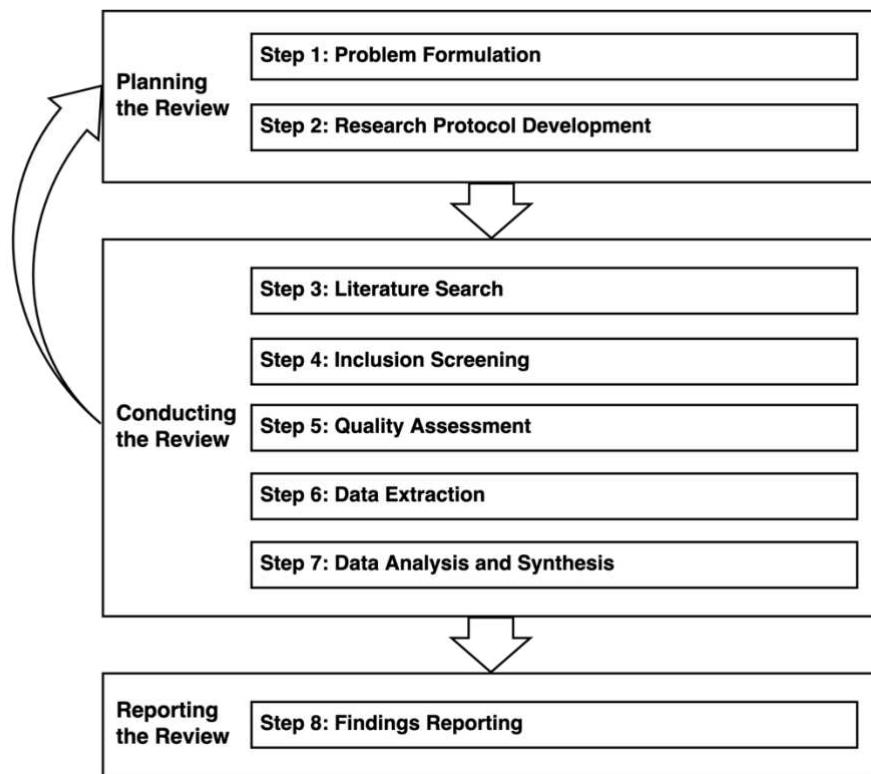 Planning
the Review
Step 1: Problem Formulation
Step 2: Research Protocol Development
Conducting
the Review
Step 3: Literature Search
Step 4: Inclusion Screening
Step 5: Quality Assessment
Step 6: Data Extraction
Step 7: Data Analysis and Synthesis
Reporting
the Review
Step 8: Findings Reporting